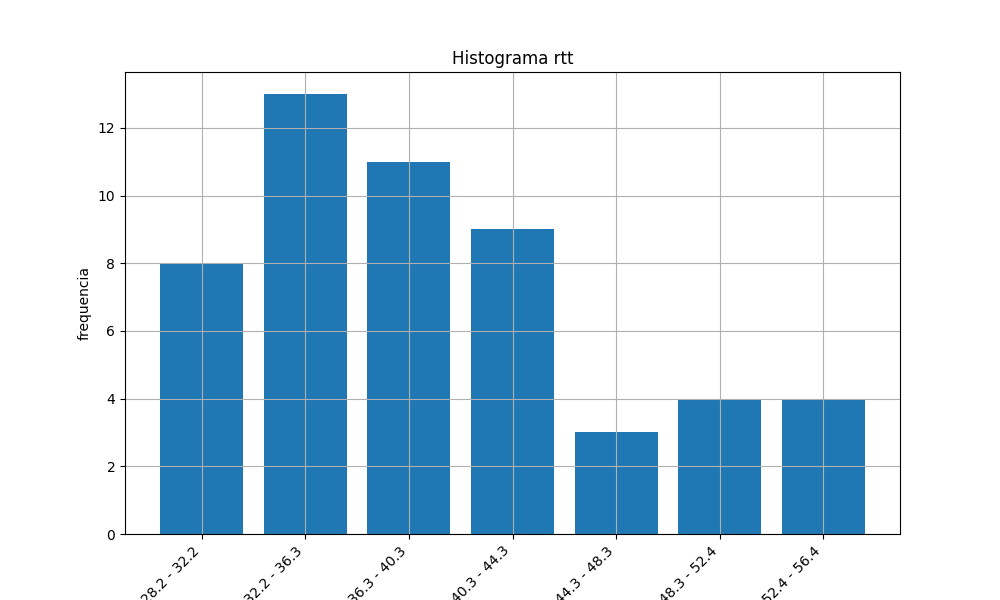 Histograma rtt
frequencia
12
10
8
6
4
2
0
28.2 - 32.2
32.2 - 36.3
36.3 - 40.3
40.3 - 44.3
44.3 - 48.3
48.3 - 52.4
52.4 - 56.4